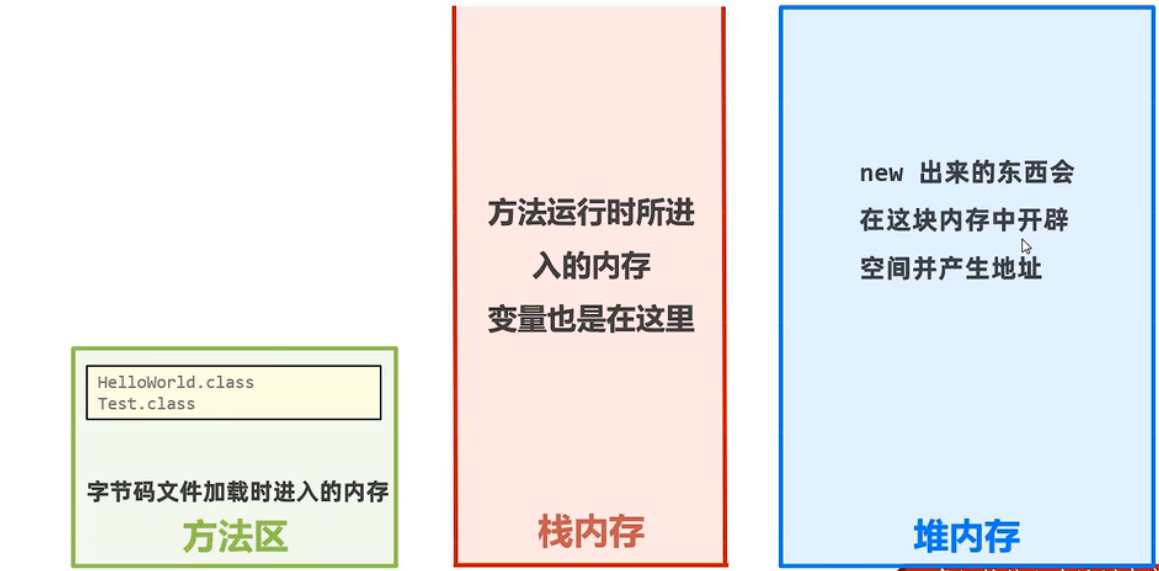 HelloWorld.class
Test.class
字节码文件加载时进入的内存
方法区
方法运行时所进
入的内存
变量也是在这里
栈内存
new 出来的东西会
在这块内存中开辟
空间并产生地址
堆内存